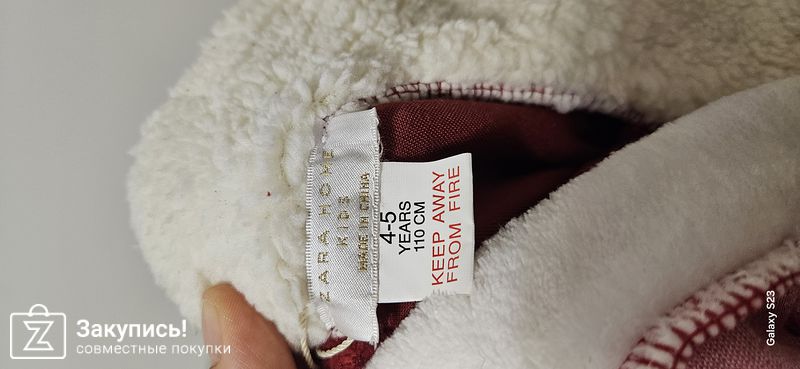 ZARA HOME
KIDS
MADE IN CHINA
4-5
YEARS
110 CM
KEEP AWAY
FROM FIRE
Закупись!
совместные покупки
Galaxy S23